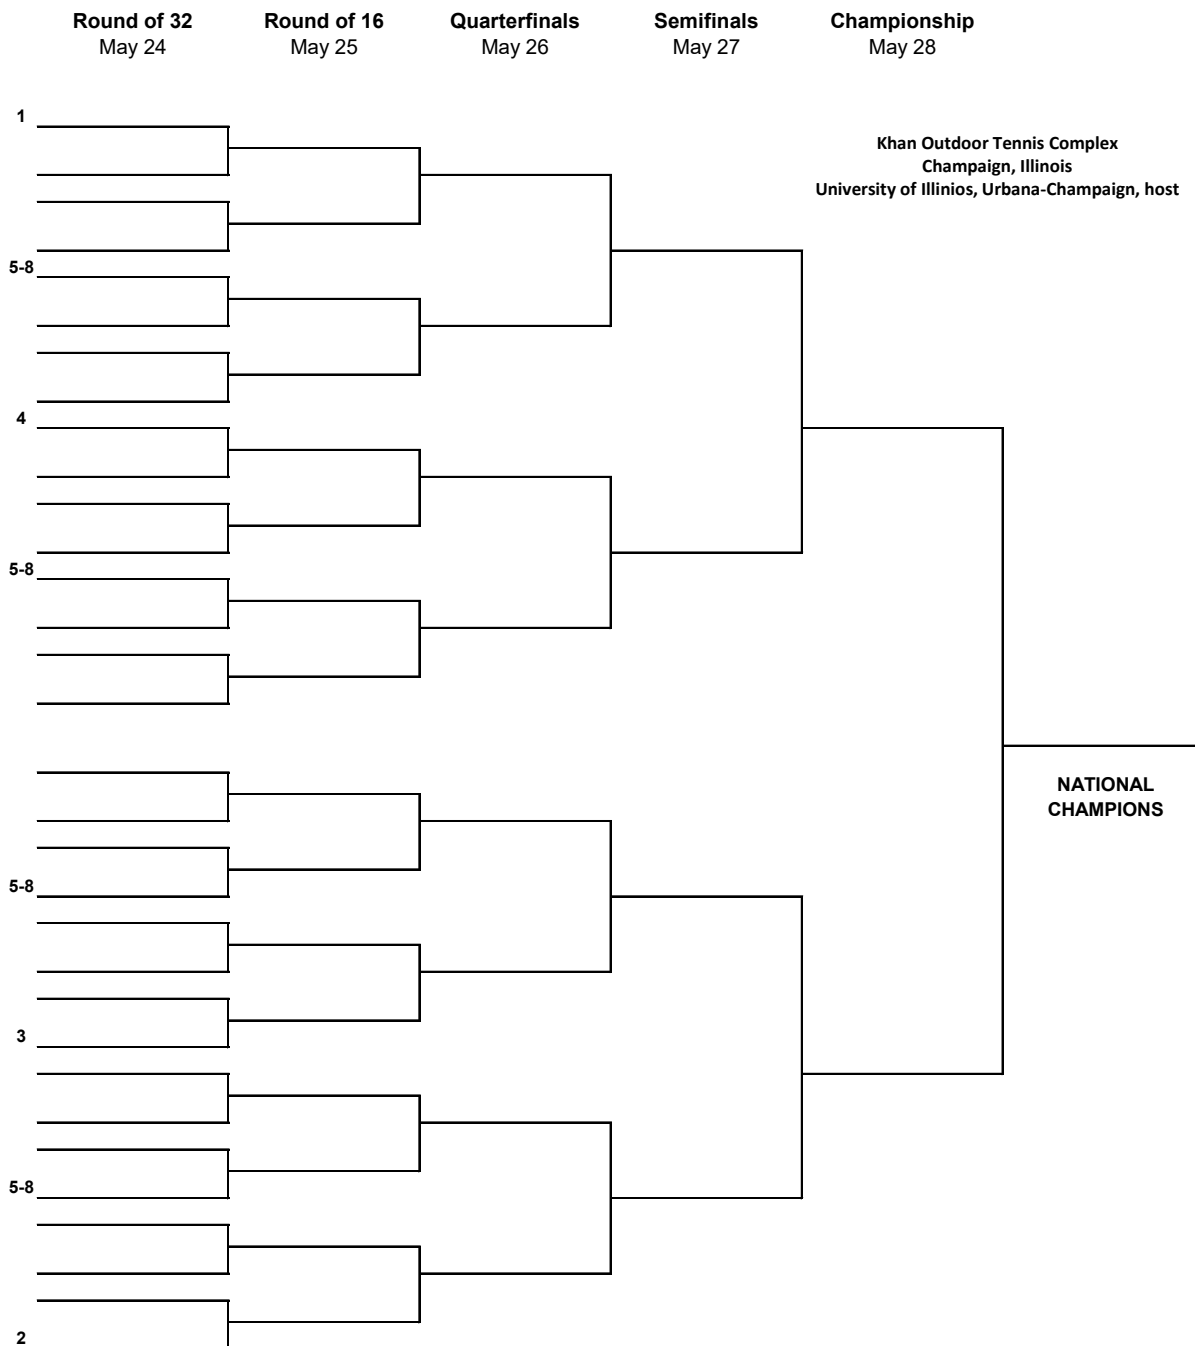 Round of 32 Round of 16 Quarterfinals Semifinals Championship
May 24 May 25 May 26 May 27 May 28
1
Khan Outdoor Tennis Complex
Champaign, Illinois
University of Illinios, Urbana-Champaign, host
5-8
4
5-8
NATIONAL
CHAMPIONS
5-8
3
5-8
2